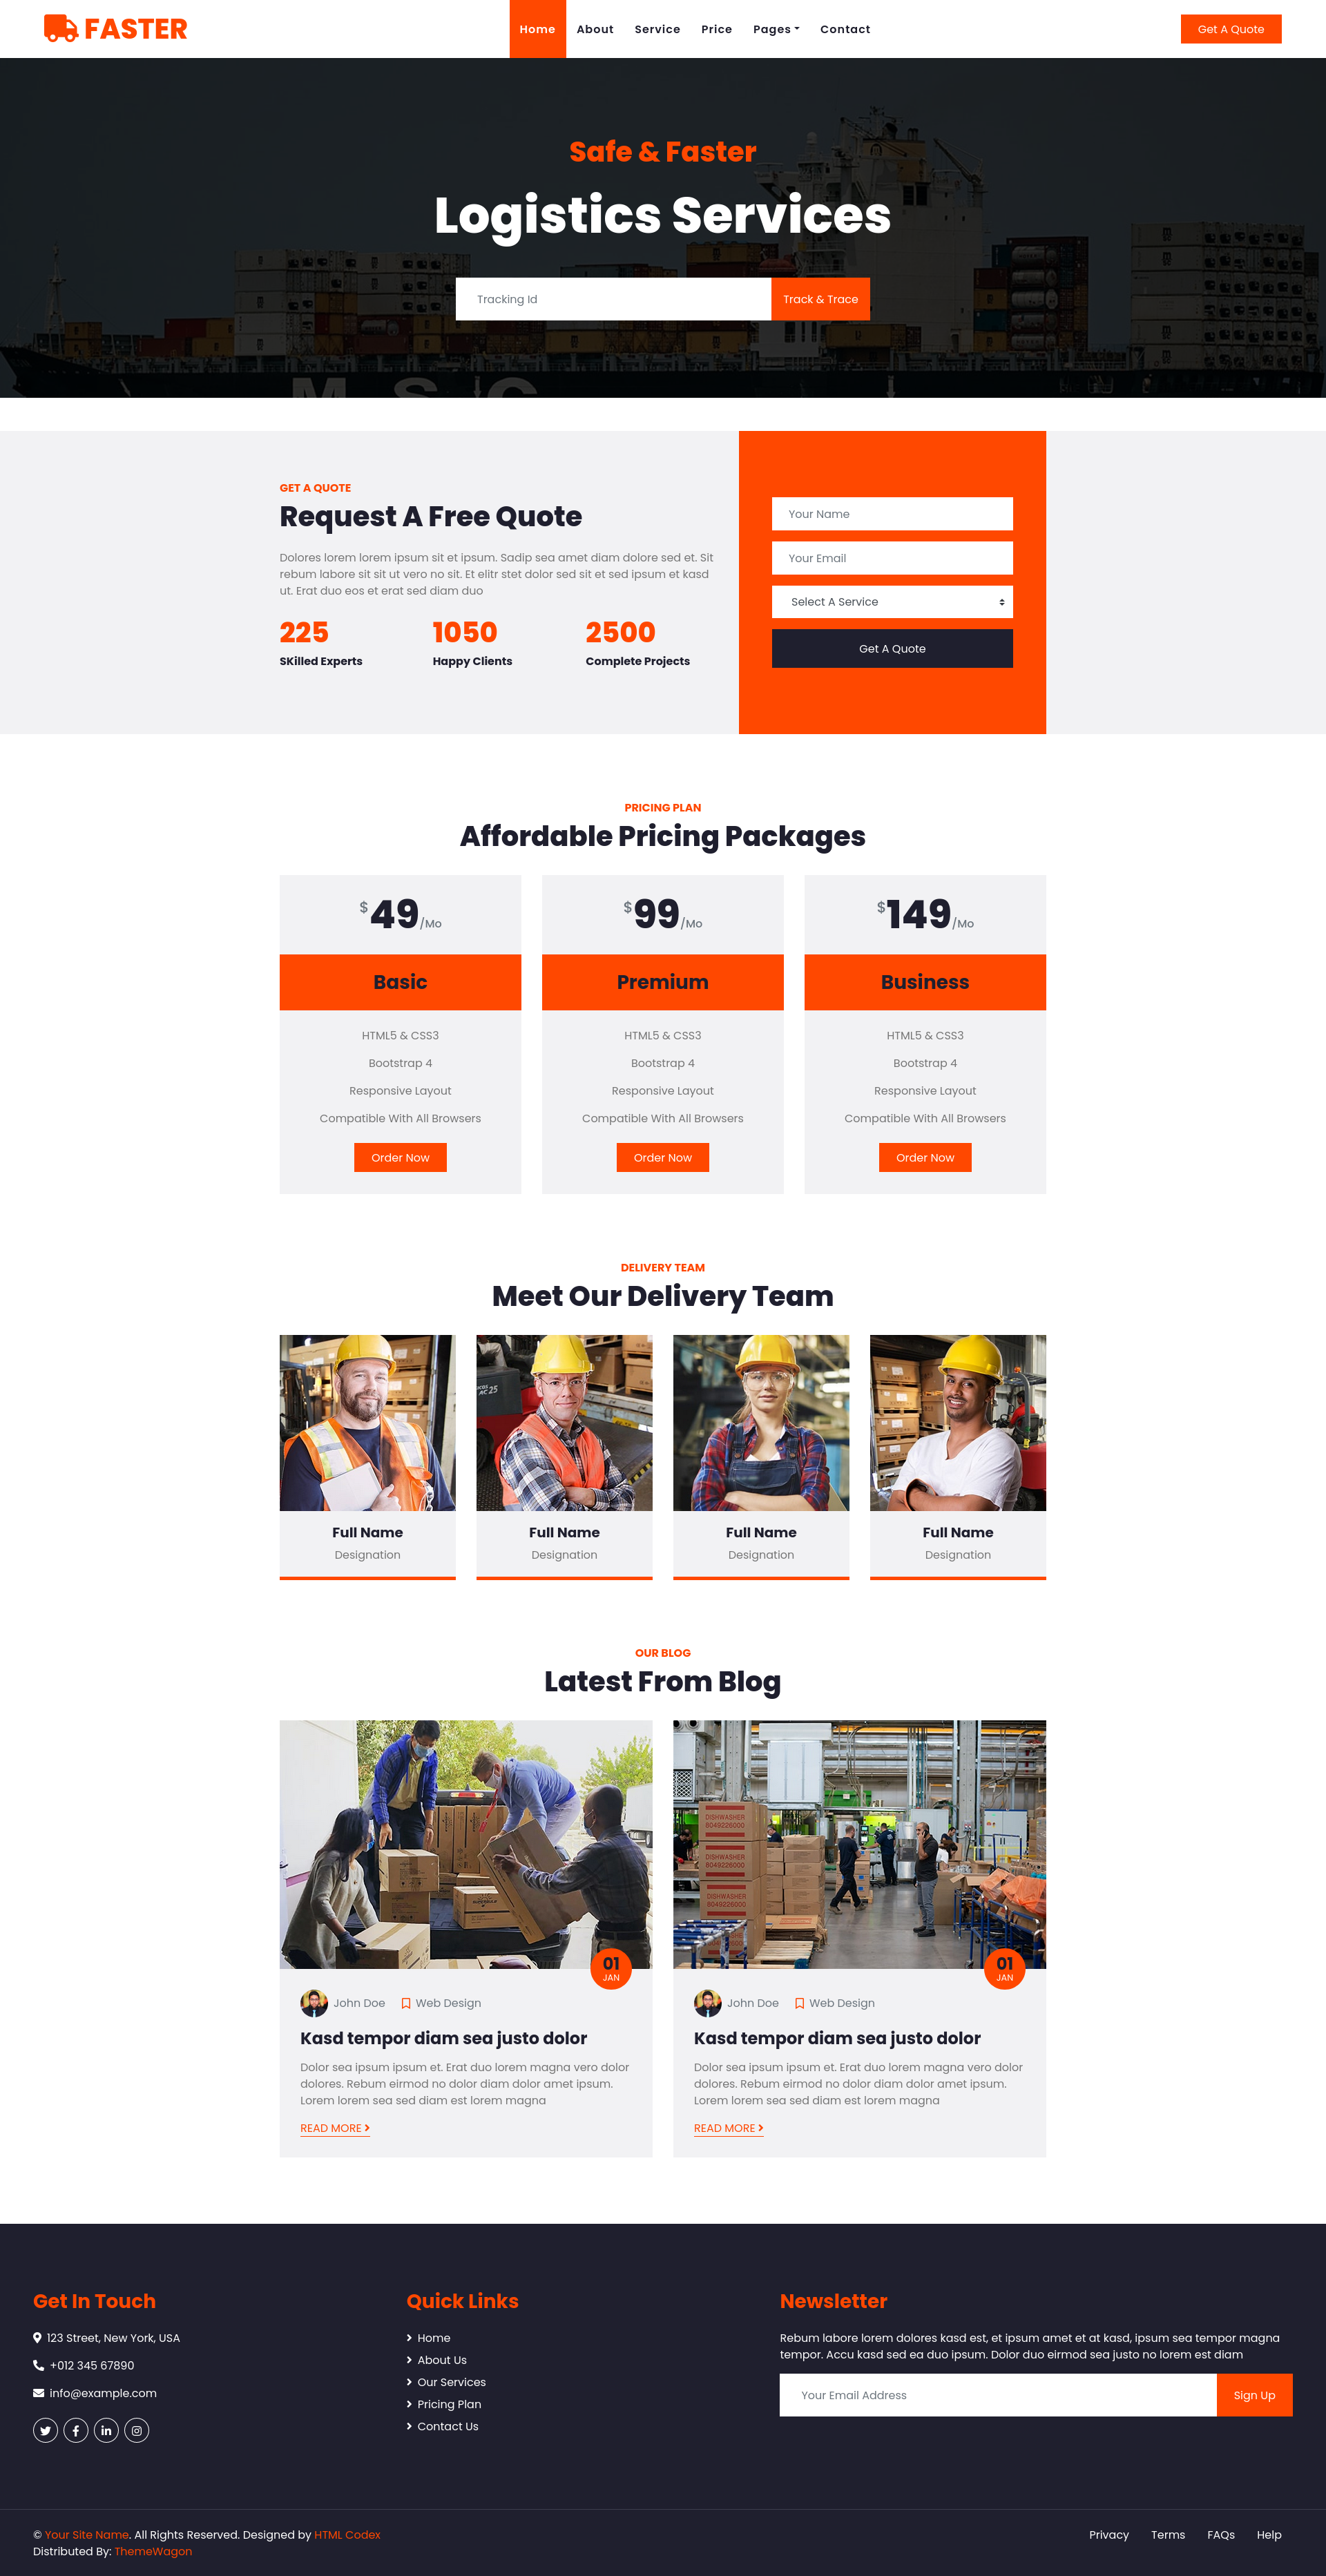 FASTER
Home About Service Price Pages Contact
Get A Quote
Safe & Faster
Logistics Services
Tracking Id
Track & Trace
M S C
GET A QUOTE
Request A Free Quote
Dolores lorem lorem ipsum sit et ipsum. Sadip sea amet diam dolore sed et. Sit
rebum labore sit sit ut vero no sit. Et elitr stet dolor sed sit et sed ipsum et kasd
ut. Erat duo eos et erat sed diam duo
225
SKilled Experts
1050
Happy Clients
2500
Complete Projects
Your Name
Your Email
Select A Service
Get A Quote
PRICING PLAN
Affordable Pricing Packages
$49/Mo
Basic
HTML5 & CSS3
Bootstrap 4
Responsive Layout
Compatible With All Browsers
Order Now
$99/Mo
Premium
HTML5 & CSS3
Bootstrap 4
Responsive Layout
Compatible With All Browsers
Order Now
$149/Mo
Business
HTML5 & CSS3
Bootstrap 4
Responsive Layout
Compatible With All Browsers
Order Now
DELIVERY TEAM
Meet Our Delivery Team
Full Name
Designation
Full Name
Designation
Full Name
Designation
Full Name
Designation
OUR BLOG
Latest From Blog
01
JAN
John Doe
Web Design
Kasd tempor diam sea justo dolor
Dolor sea ipsum ipsum et. Erat duo lorem magna vero dolor
dolores. Rebum eirmod no dolor diam dolor amet ipsum.
Lorem lorem sea sed diam est lorem magna
READ MORE
DISHWASHER
8049226000
DISHWASHER
8049226000
DISHWASHER
8049226000
01
JAN
John Doe
Web Design
Kasd tempor diam sea justo dolor
Dolor sea ipsum ipsum et. Erat duo lorem magna vero dolor
dolores. Rebum eirmod no dolor diam dolor amet ipsum.
Lorem lorem sea sed diam est lorem magna
READ MORE
Get In Touch
123 Street, New York, USA
+012 345 67890
info@example.com
Quick Links
Home
About Us
Our Services
Pricing Plan
Contact Us
Newsletter
Rebum labore lorem dolores kasd est, et ipsum amet et at kasd, ipsum sea tempor magna
tempor. Accu kasd sed ea duo ipsum. Dolor duo eirmod sea justo no lorem est diam
Your Email Address
Sign Up
© Your Site Name. All Rights Reserved. Designed by HTML Codex
Distributed By: ThemeWagon
Privacy Terms FAQs Help